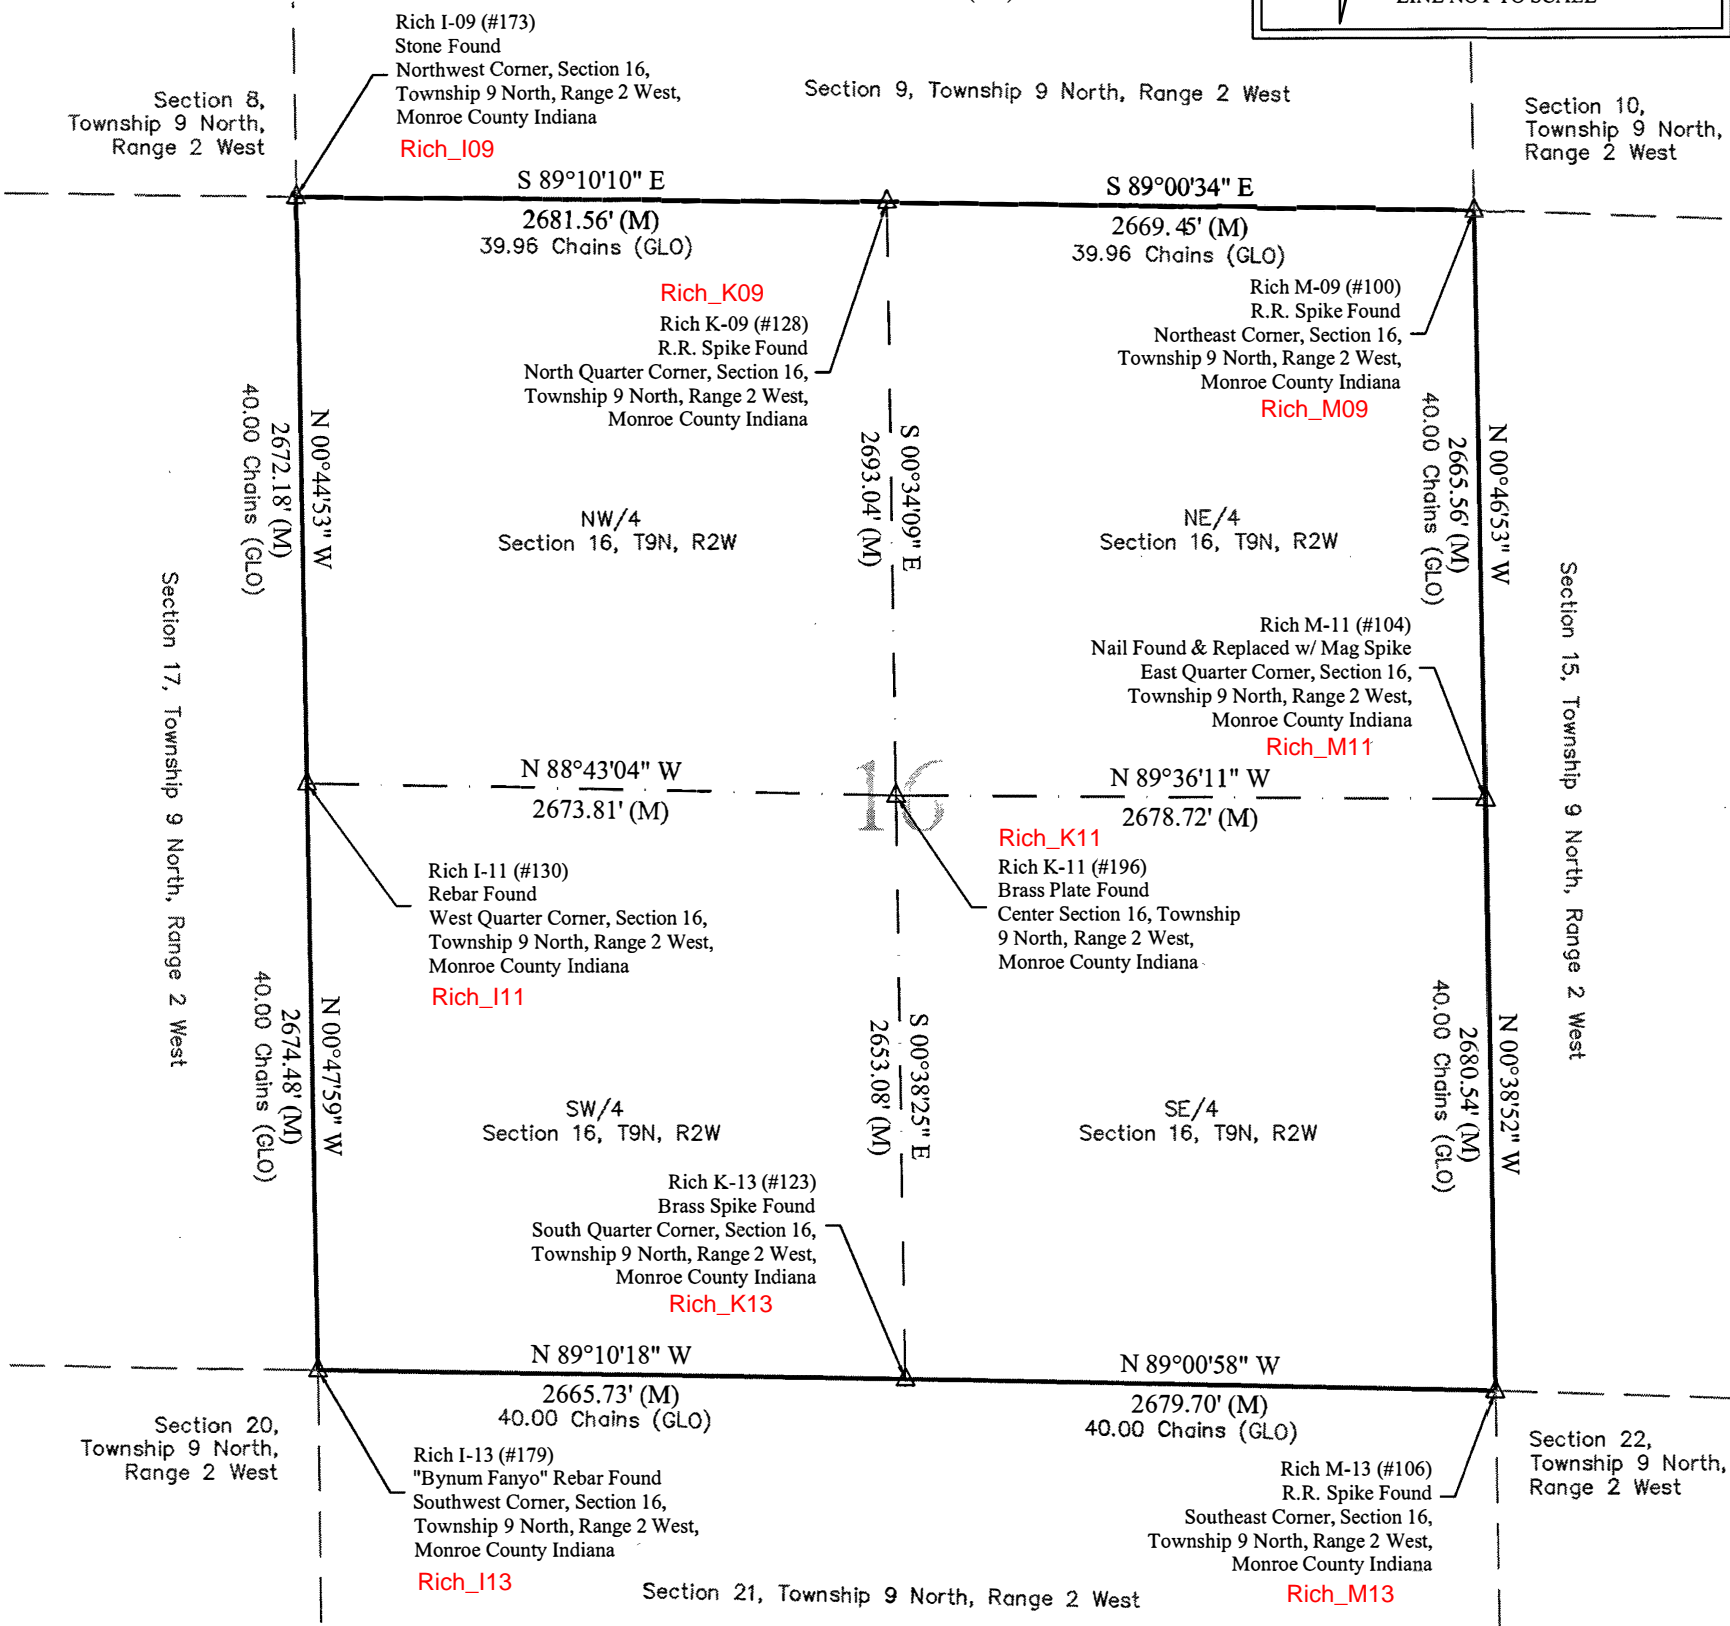 Rich I-09 (#173)
Stone Found
Northwest Corner, Section 16,
Township 9 North, Range 2 West,
Monroe County Indiana
Rich_I09
Section 8,
Township 9 North,
Range 2 West
Section 9, Township 9 North, Range 2 West
Section 10,
Township 9 North,
Range 2 West
S 89°10'10" E
2681.56' (M)
39.96 Chains (GLO)
S 89°00'34" E
2669.45' (M)
39.96 Chains (GLO)
Rich_K09
Rich K-09 (#128)
R.R. Spike Found
North Quarter Corner, Section 16,
Township 9 North, Range 2 West,
Monroe County Indiana
Rich M-09 (#100)
R.R. Spike Found
Northeast Corner, Section 16,
Township 9 North, Range 2 West,
Monroe County Indiana
Rich_M09
N 00°44'53" W
2672.18' (M)
40.00 Chains (GLO)
S 00°34'09" E
2693.04' (M)
N 00°46'53" W
2665.56' (M)
40.00 Chains (GLO)
NW/4
Section 16, T9N, R2W
NE/4
Section 16, T9N, R2W
Section 17, Township 9 North, Range 2 West
Section 15, Township 9 North, Range 2 West
Rich M-11 (#104)
Nail Found & Replaced w/ Mag Spike
East Quarter Corner, Section 16,
Township 9 North, Range 2 West,
Monroe County Indiana
Rich_M11
N 88°43'04" W
2673.81' (M)
16
N 89°36'11" W
2678.72' (M)
Rich_K11
Rich K-11 (#196)
Brass Plate Found
Center Section 16, Township
9 North, Range 2 West,
Monroe County Indiana
Rich I-11 (#130)
Rebar Found
West Quarter Corner, Section 16,
Township 9 North, Range 2 West,
Monroe County Indiana
Rich_I11
N 00°47'59" W
2674.48' (M)
40.00 Chains (GLO)
S 00°38'25" E
2653.08' (M)
N 00°38'52" W
2680.54' (M)
40.00 Chains (GLO)
SW/4
Section 16, T9N, R2W
SE/4
Section 16, T9N, R2W
Rich K-13 (#123)
Brass Spike Found
South Quarter Corner, Section 16,
Township 9 North, Range 2 West,
Monroe County Indiana
Rich_K13
N 89°10'18" W
2665.73' (M)
40.00 Chains (GLO)
N 89°00'58" W
2679.70' (M)
40.00 Chains (GLO)
Section 20,
Township 9 North,
Range 2 West
Rich I-13 (#179)
"Bynum Fanyo" Rebar Found
Southwest Corner, Section 16,
Township 9 North, Range 2 West,
Monroe County Indiana
Rich_I13
Section 21, Township 9 North, Range 2 West
Rich M-13 (#106)
R.R. Spike Found
Southeast Corner, Section 16,
Township 9 North, Range 2 West,
Monroe County Indiana
Rich_M13
Section 22,
Township 9 North,
Range 2 West